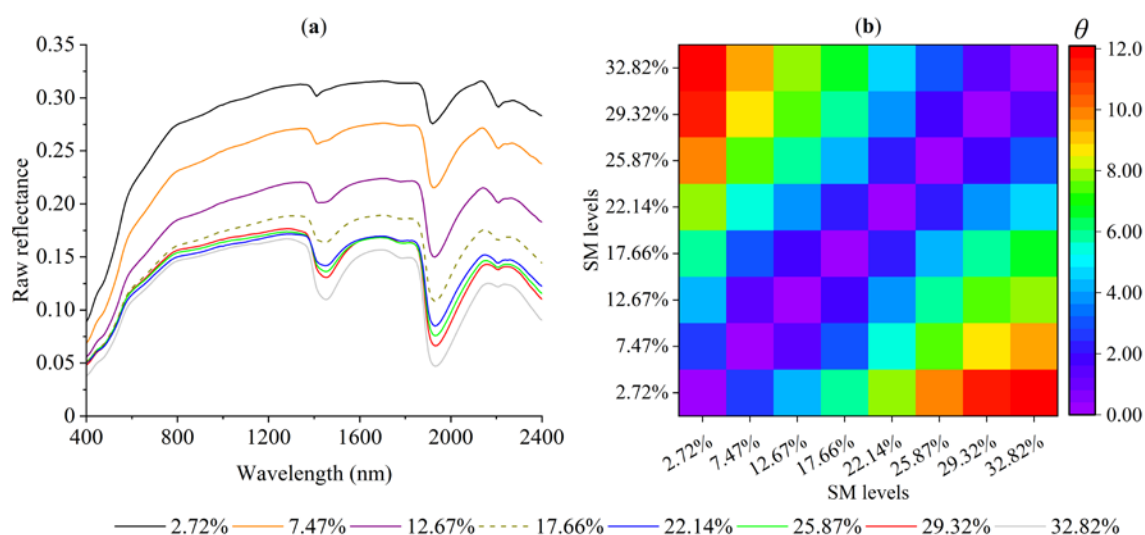 (a)
0.35
0.30
0.25
0.20
0.15
0.10
0.05
0
Raw reflectance
400 800 1200 1600 2000 2400
Wavelength (nm)
(b)
θ
32.82%
29.32%
25.87%
22.14%
17.66%
12.67%
7.47%
2.72%
SM levels
2.72% 7.47% 12.67% 17.66% 22.14% 25.87% 29.32% 32.82%
SM levels
12.0
10.0
8.00
6.00
4.00
2.00
0.00
2.72% 7.47% 12.67% 17.66% 22.14% 25.87% 29.32% 32.82%